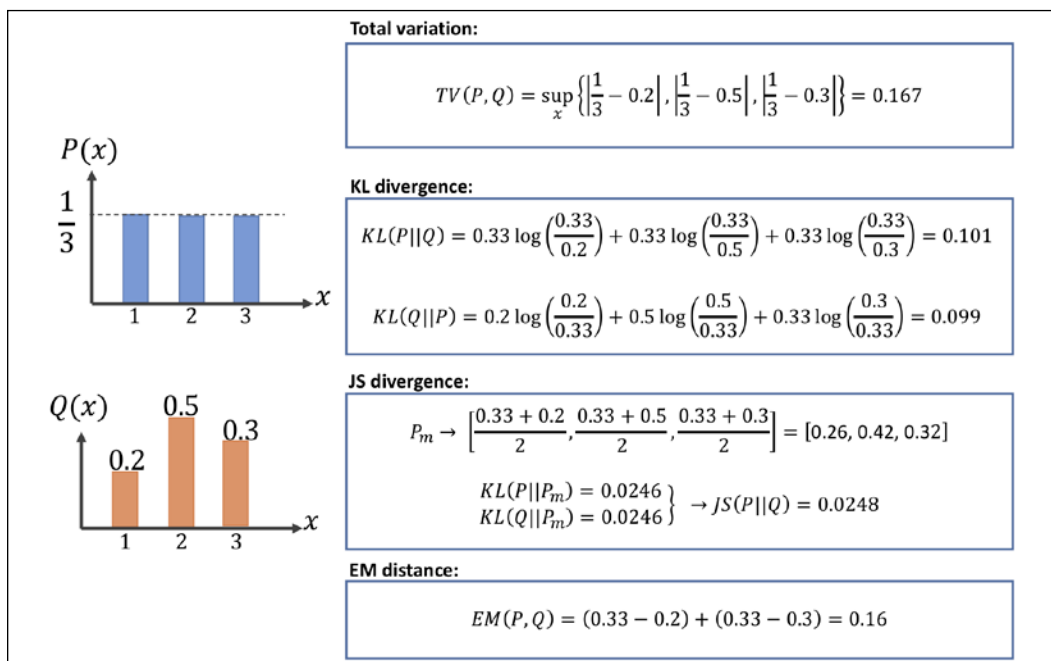 Total variation:
TV(P, Q) = sup_x {|1/3 − 0.2|, |1/3 − 0.5|, |1/3 − 0.3|} = 0.167
P(x)
1/3
x
1 2 3
KL divergence:
KL(P||Q) = 0.33 log(0.33/0.2) + 0.33 log(0.33/0.5) + 0.33 log(0.33/0.3) = 0.101
KL(Q||P) = 0.2 log(0.2/0.33) + 0.5 log(0.5/0.33) + 0.33 log(0.3/0.33) = 0.099
Q(x)
0.2
0.5
0.3
x
1 2 3
JS divergence:
P_m → [(0.33 + 0.2)/2, (0.33 + 0.5)/2, (0.33 + 0.3)/2] = [0.26, 0.42, 0.32]
KL(P||P_m) = 0.0246
KL(Q||P_m) = 0.0246 } → JS(P||Q) = 0.0248
EM distance:
EM(P, Q) = (0.33 − 0.2) + (0.33 − 0.3) = 0.16